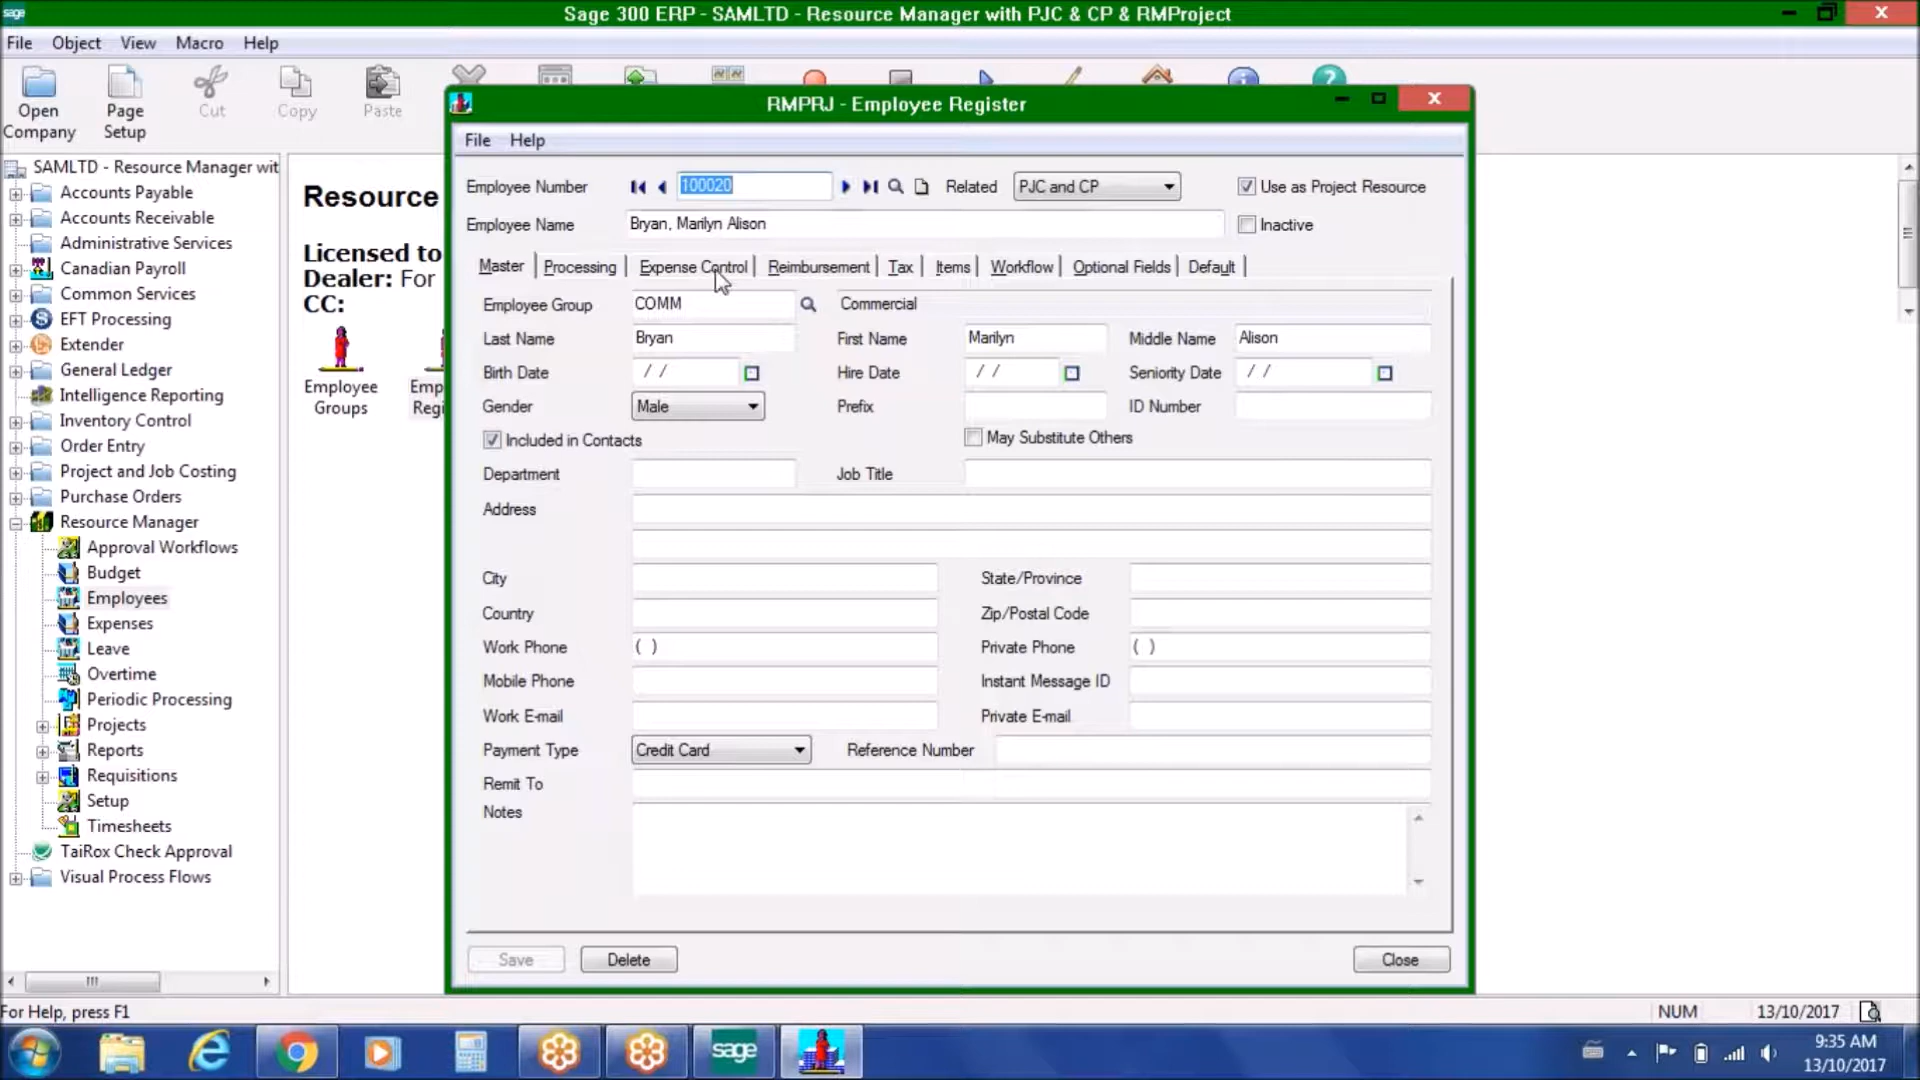 sage
Sage 300 ERP - SAMLTD - Resource Manager with PJC & CP & RMProject
File Object View Macro Help
Open Company
Page Setup
Cut
Copy
Paste
SAMLTD - Resource Manager wit
Accounts Payable
Accounts Receivable
Administrative Services
Canadian Payroll
Common Services
EFT Processing
Extender
General Ledger
Intelligence Reporting
Inventory Control
Order Entry
Project and Job Costing
Purchase Orders
Resource Manager
Approval Workflows
Budget
Employees
Expenses
Leave
Overtime
Periodic Processing
Projects
Reports
Requisitions
Setup
Timesheets
TaiRox Check Approval
Visual Process Flows
Resource
Licensed to
Dealer: For
CC:
Employee Groups
Emp
Regi
RMPRJ - Employee Register
File Help
Employee Number 100020 Related PJC and CP Use as Project Resource
Employee Name Bryan, Marilyn Alison Inactive
Master Processing Expense Control Reimbursement Tax Items Workflow Optional Fields Default
Employee Group COMM Commercial
Last Name Bryan First Name Marilyn Middle Name Alison
Birth Date / / Hire Date / / Seniority Date / /
Gender Male Prefix ID Number
Included in Contacts May Substitute Others
Department Job Title
Address
City State/Province
Country Zip/Postal Code
Work Phone ( ) Private Phone ( )
Mobile Phone Instant Message ID
Work E-mail Private E-mail
Payment Type Credit Card Reference Number
Remit To
Notes
Save Delete Close
For Help, press F1 NUM 13/10/2017
sage
9:35 AM
13/10/2017